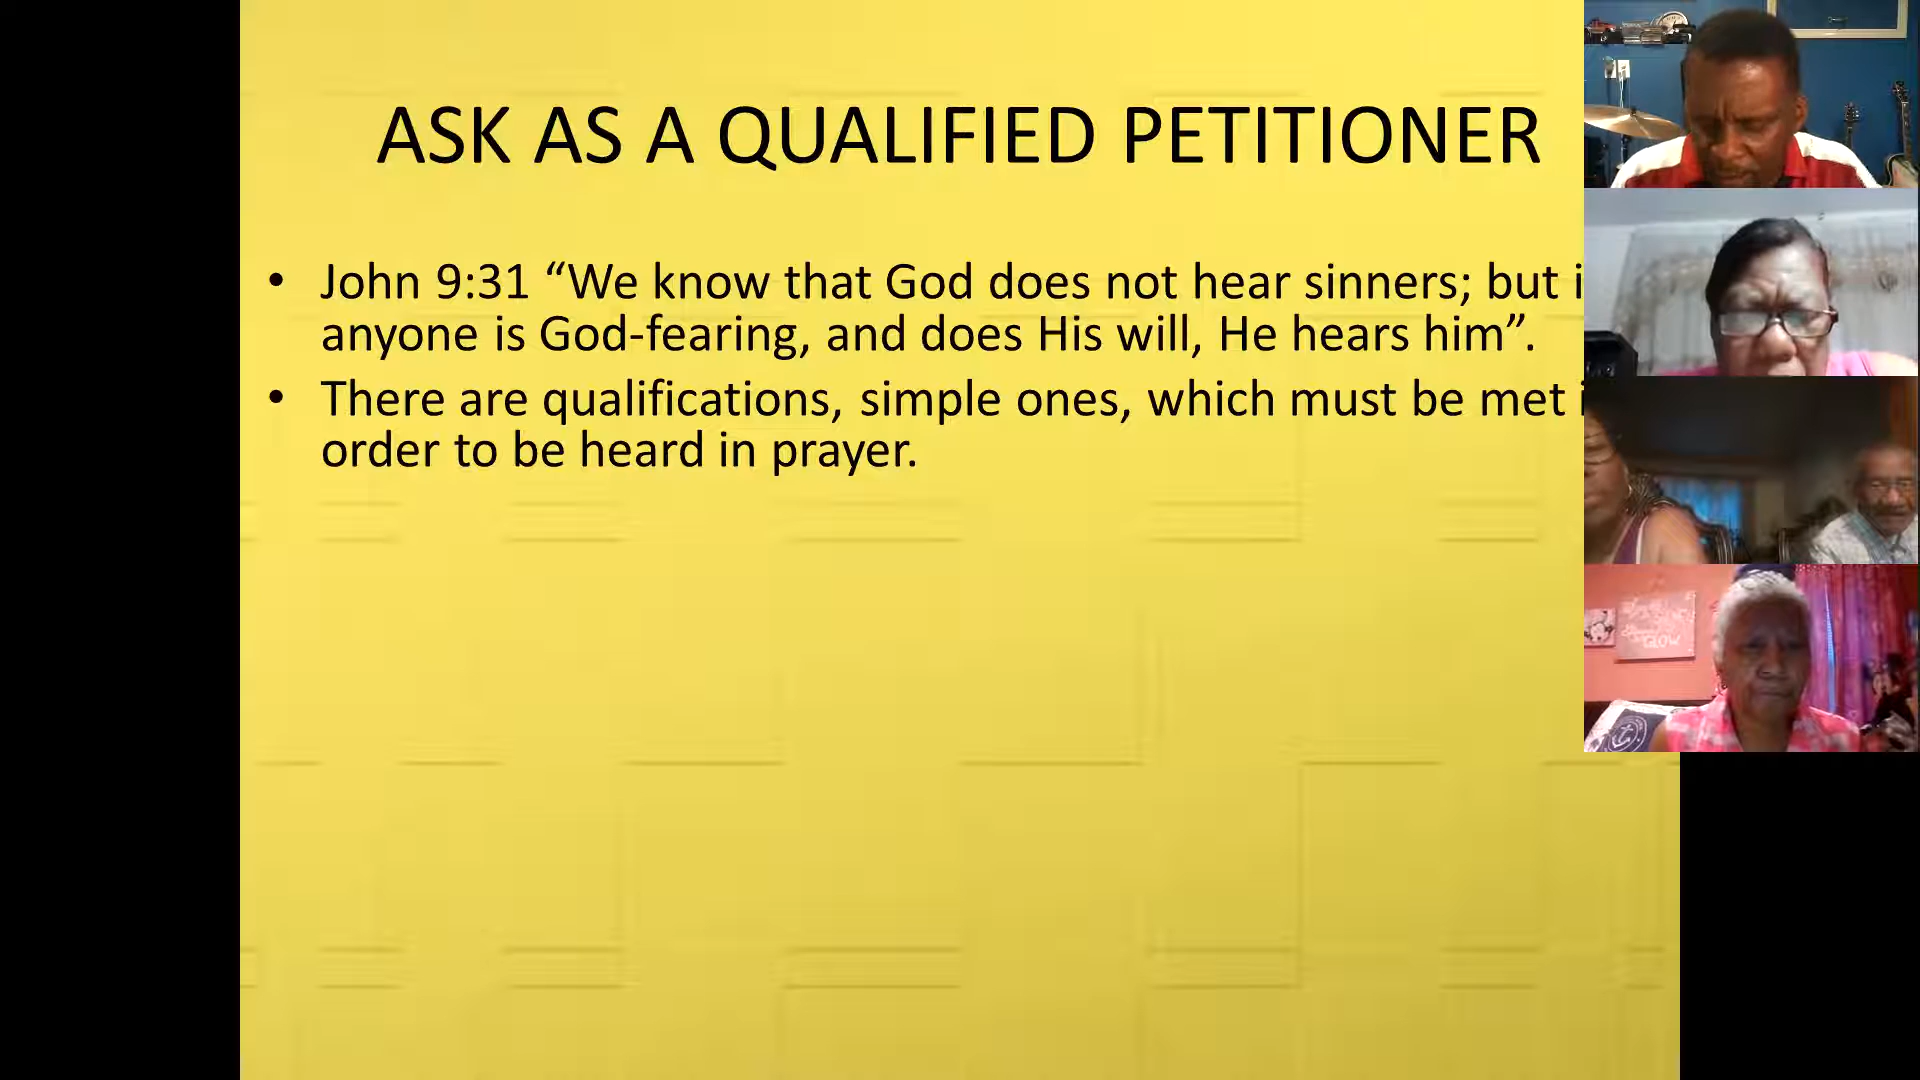 ASK AS A QUALIFIED PETITIONER
• John 9:31 “We know that God does not hear sinners; but
anyone is God-fearing, and does His will, He hears him”.
• There are qualifications, simple ones, which must be met
order to be heard in prayer.
GLOW